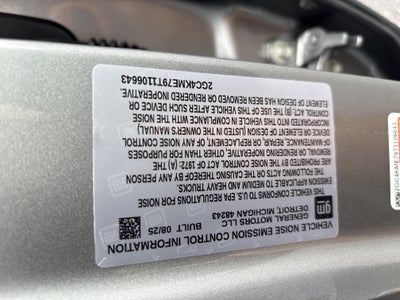 VEHICLE NOISE EMISSION CONTROL INFORMATION
gm
GENERAL MOTORS LLC
DETROIT, MICHIGAN 48243
BUILT 08/25
THIS VEHICLE CONFORMS TO U.S. EPA REGULATIONS FOR NOISE
EMISSION APPLICABLE TO MEDIUM AND HEAVY TRUCKS.
THE FOLLOWING ACTS OR THE CAUSING THEREOF BY ANY PERSON
ARE PROHIBITED BY THE NOISE CONTROL ACT OF 1972: (A) THE
REMOVAL OR RENDERING INOPERATIVE, OTHER THAN FOR PURPOSES
OF MAINTENANCE, REPAIR, OR REPLACEMENT, OF ANY NOISE CONTROL
DEVICE OR ELEMENT OF DESIGN (LISTED IN THE OWNER'S MANUAL)
INCORPORATED INTO THIS VEHICLE IN COMPLIANCE WITH THE NOISE
CONTROL ACT; (B) THE USE OF THIS VEHICLE AFTER SUCH DEVICE OR
ELEMENT OF DESIGN HAS BEEN REMOVED OR RENDERED INOPERATIVE.
2GC4KME79T1106643